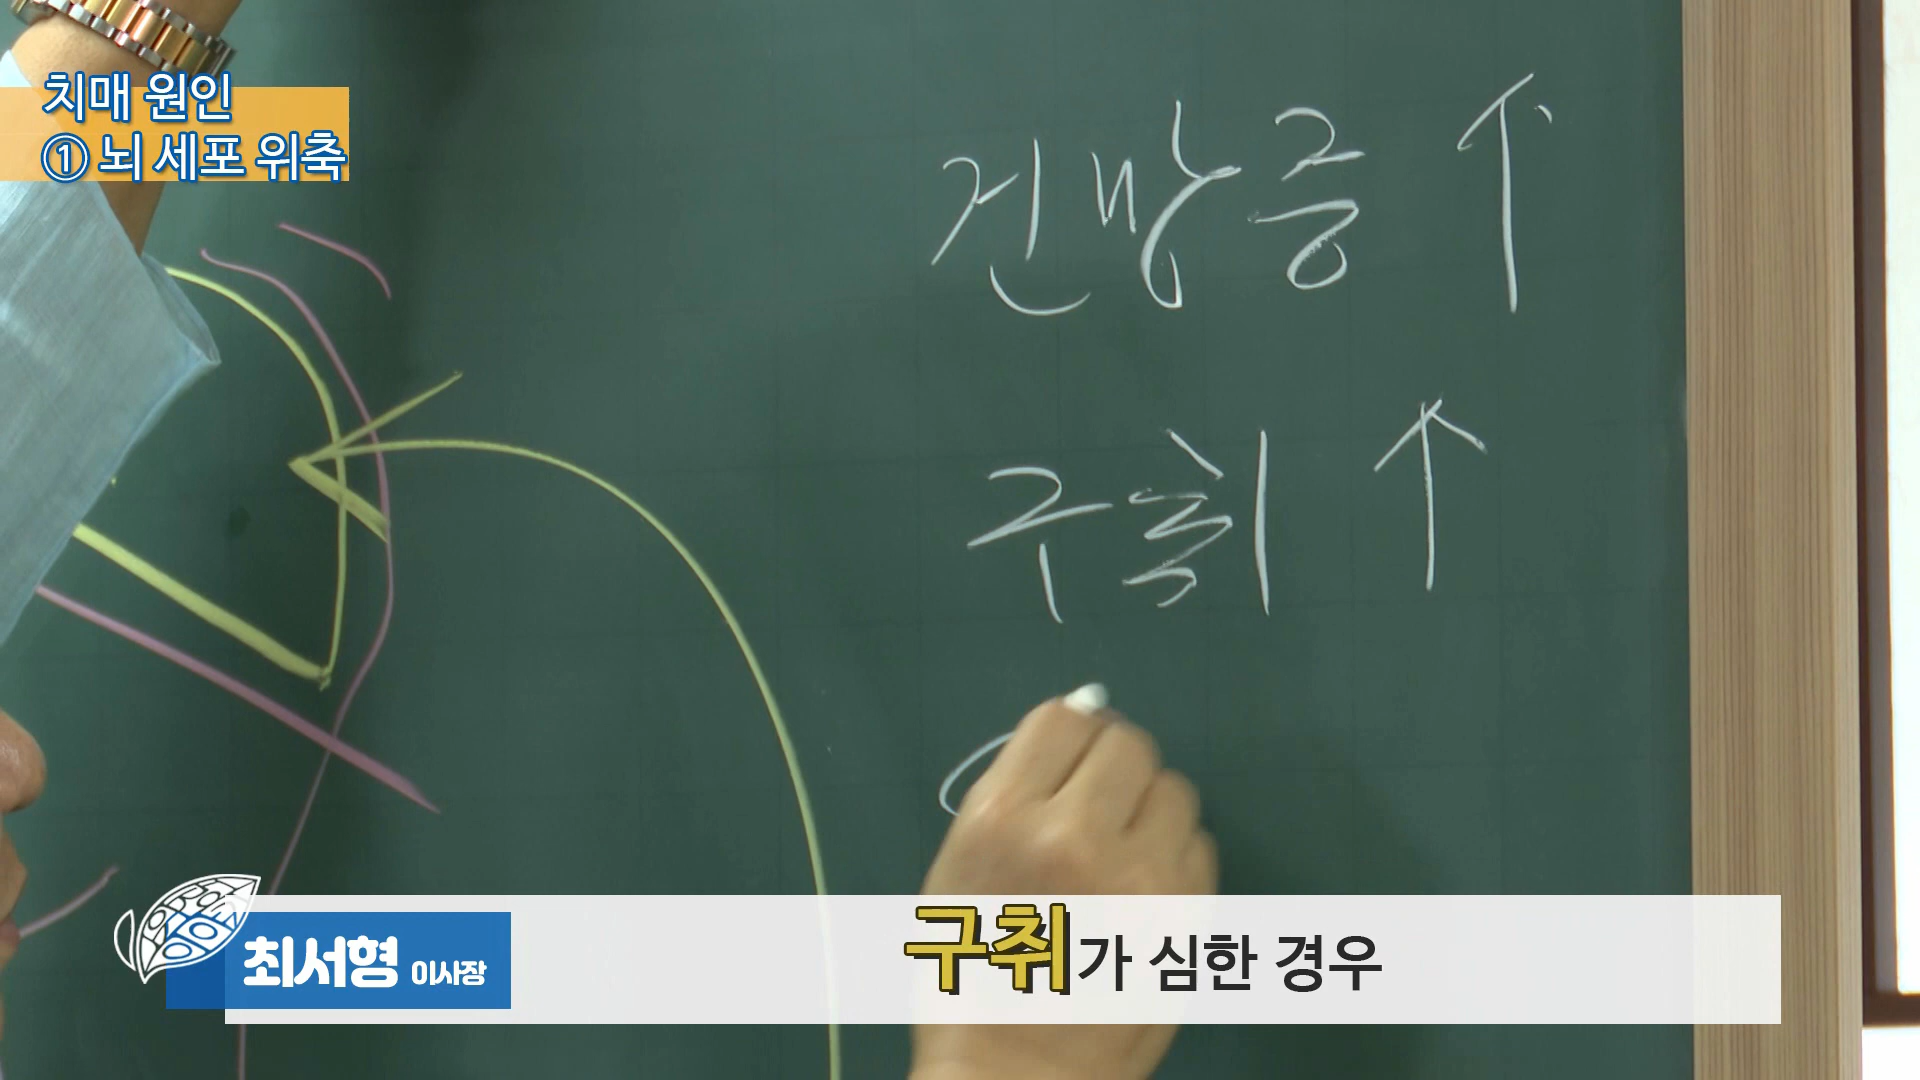 치매 원인
① 뇌 세포 위축
건망증 ↑
구취 ↑
최서형 이사장
구취가 심한 경우